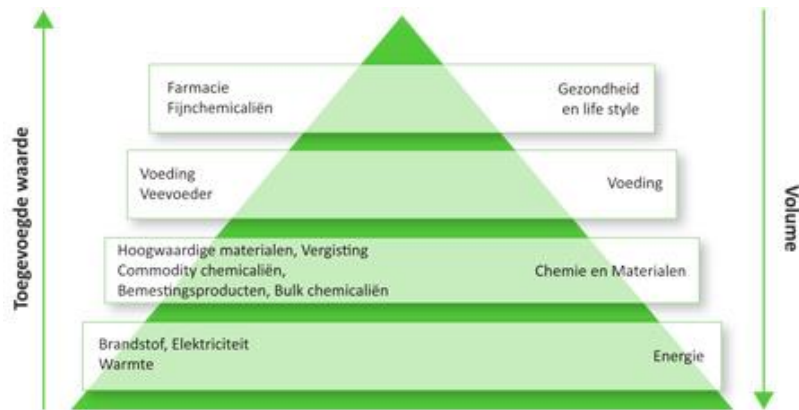 Toegevoegde waarde
Farmacie
Fijnchemicaliën
Gezondheid
en life style
Voeding
Veevoeder
Voeding
Hoogwaardige materialen, Vergisting
Commodity chemicaliën,
Bemestingsproducten, Bulk chemicaliën
Chemie en Materialen
Brandstof, Elektriciteit
Warmte
Energie
Volume